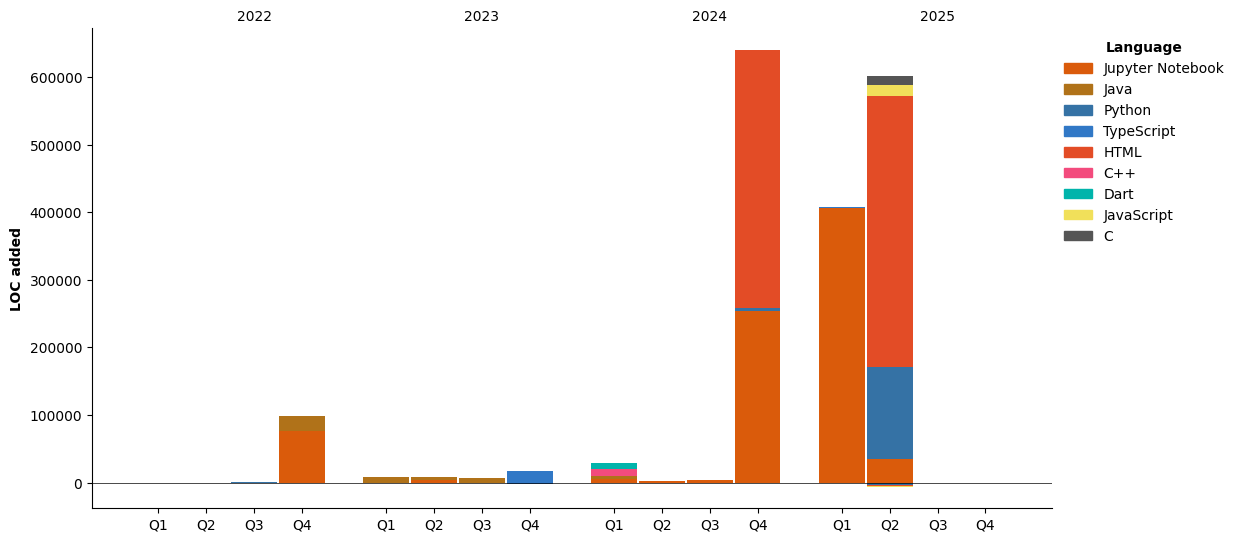 2022 2023 2024 2025
LOC added
600000
500000
400000
300000
200000
100000
0
Q1 Q2 Q3 Q4 Q1 Q2 Q3 Q4 Q1 Q2 Q3 Q4 Q1 Q2 Q3 Q4
Language
Jupyter Notebook
Java
Python
TypeScript
HTML
C++
Dart
JavaScript
C